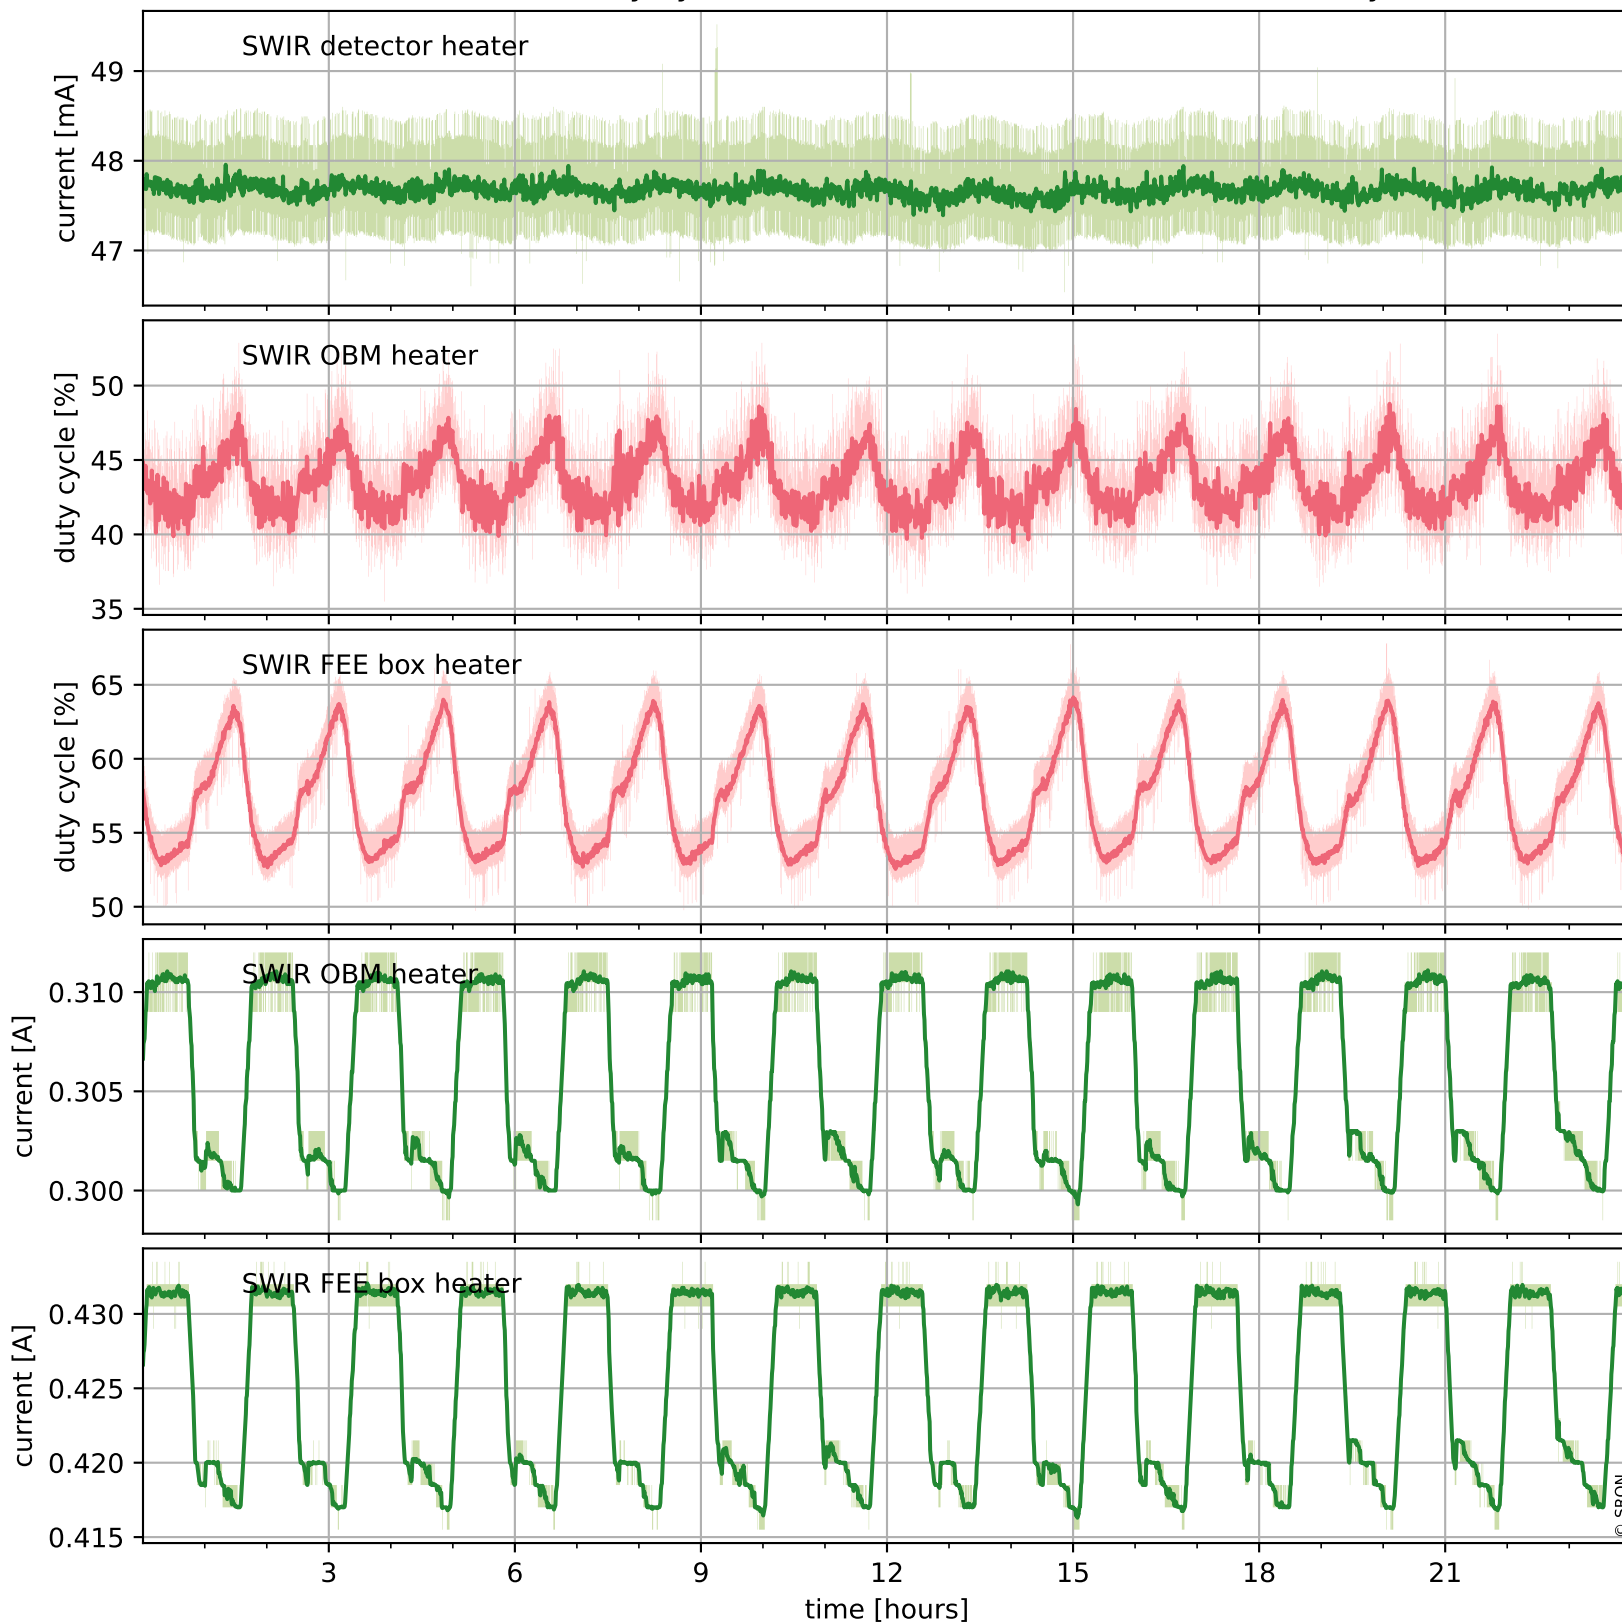 SWIR detector heater
current [mA]
49
48
47
SWIR OBM heater
duty cycle [%]
50
45
40
35
SWIR FEE box heater
duty cycle [%]
65
60
55
50
SWIR OBM heater
current [A]
0.310
0.305
0.300
SWIR FEE box heater
current [A]
0.430
0.425
0.420
0.415
3 6 9 12 15 18 21
time [hours]
© SRON